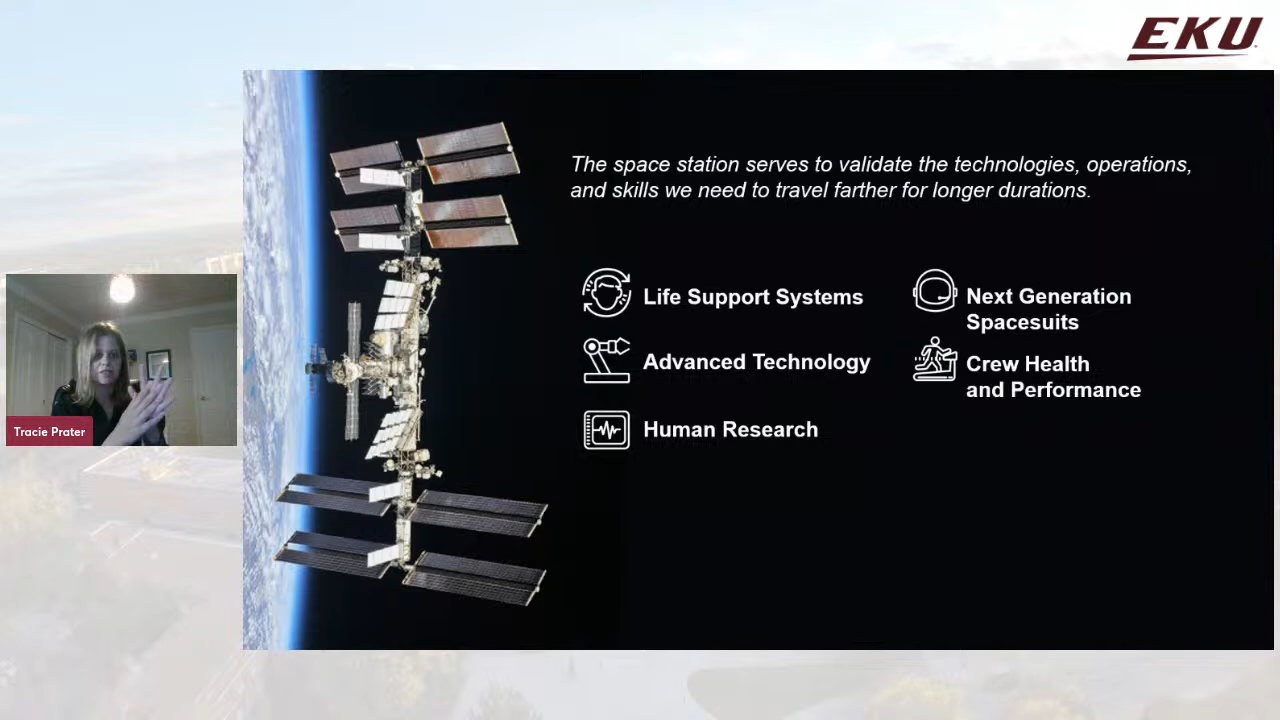 EKU
The space station serves to validate the technologies, operations,
and skills we need to travel farther for longer durations.
Life Support Systems
Next Generation
Spacesuits
Advanced Technology
Crew Health
and Performance
Human Research
Tracie Prater